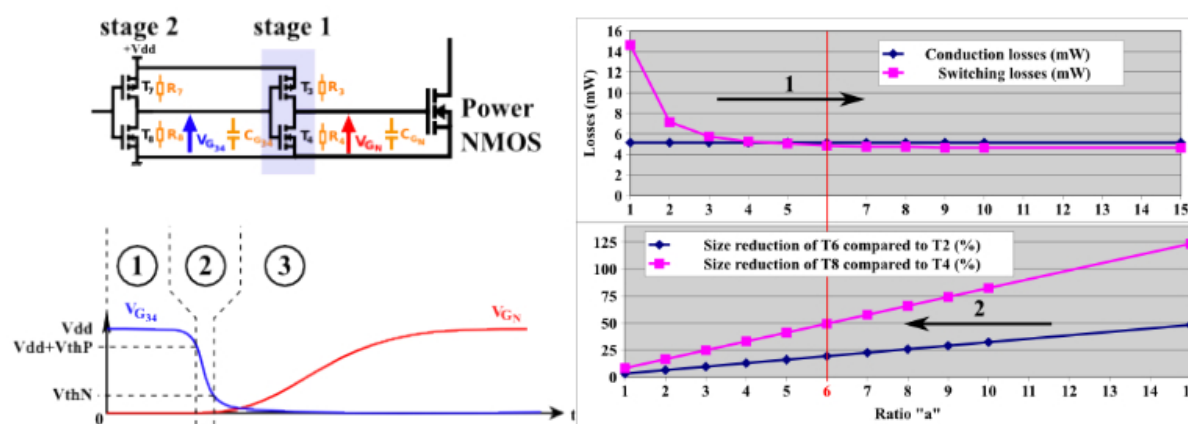 stage 2
stage 1
+Vdd
T7
R7
T3
R3
T8
R8
VG34
CG34
T4
R4
VGN
CGN
Power
NMOS
1
2
3
VG34
VGN
Vdd
Vdd+VthP
VthN
0
t
Losses (mW)
16
14
12
10
8
6
4
2
0
Conduction losses (mW)
Switching losses (mW)
1
1 2 3 4 5 6 7 8 9 10 11 12 13 14 15
125
100
75
50
25
0
Size reduction of T6 compared to T2 (%)
Size reduction of T8 compared to T4 (%)
2
1 2 3 4 5 6 7 8 9 10 11 12 13 14
Ratio "a"